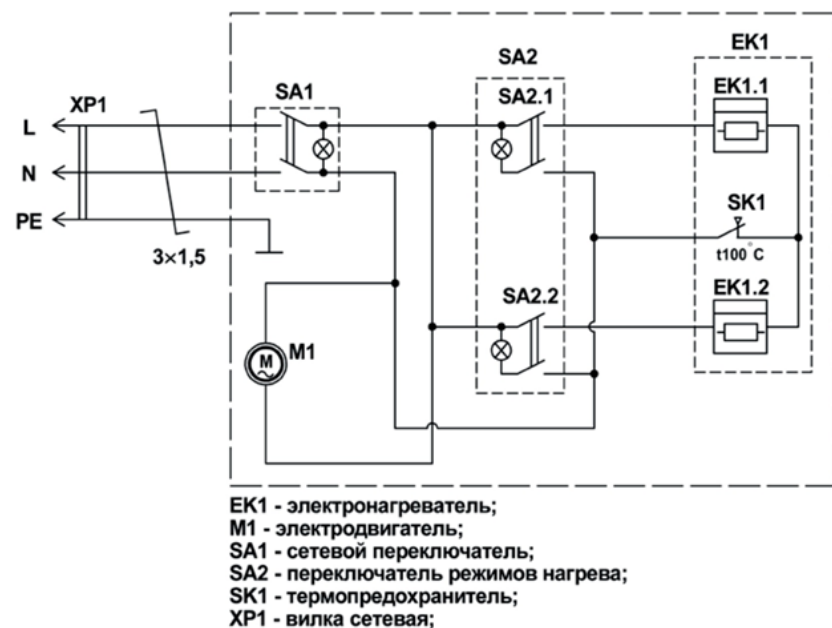 SA2
EK1
XP1
SA1
SA2.1
EK1.1
L
N
SK1
PE
t100°C
3×1,5
SA2.2
EK1.2
M
M1
EK1 - электронагреватель;
M1 - электродвигатель;
SA1 - сетевой переключатель;
SA2 - переключатель режимов нагрева;
SK1 - термопредохранитель;
XP1 - вилка сетевая;